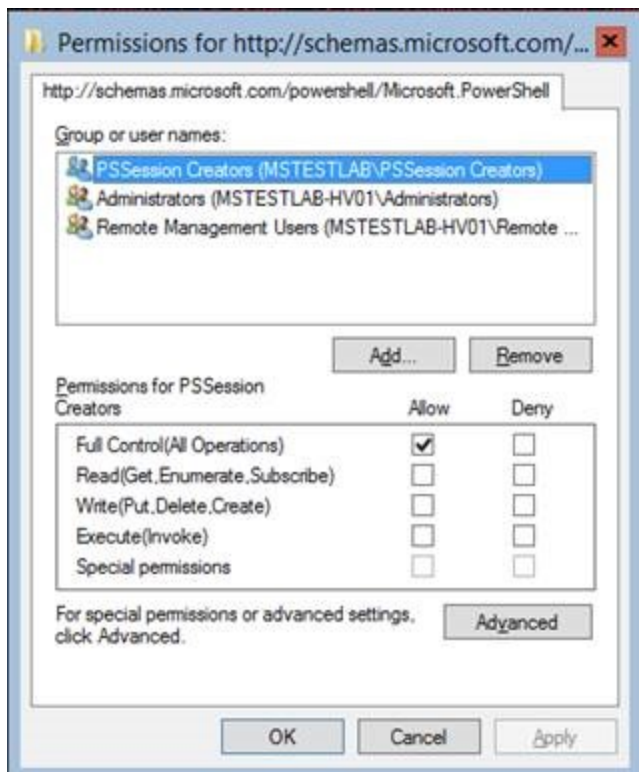 Permissions for http://schemas.microsoft.com/...
http://schemas.microsoft.com/powershell/Microsoft.PowerShell
Group or user names:
PSSession Creators (MSTESTLAB\PSSession Creators)
Administrators (MSTESTLAB-HV01\Administrators)
Remote Management Users (MSTESTLAB-HV01\Remote ...
Add...
Remove
Permissions for PSSession
Creators
Allow
Deny
Full Control(All Operations)
Read(Get,Enumerate,Subscribe)
Write(Put,Delete,Create)
Execute(Invoke)
Special permissions
For special permissions or advanced settings,
click Advanced.
Advanced
OK
Cancel
Apply